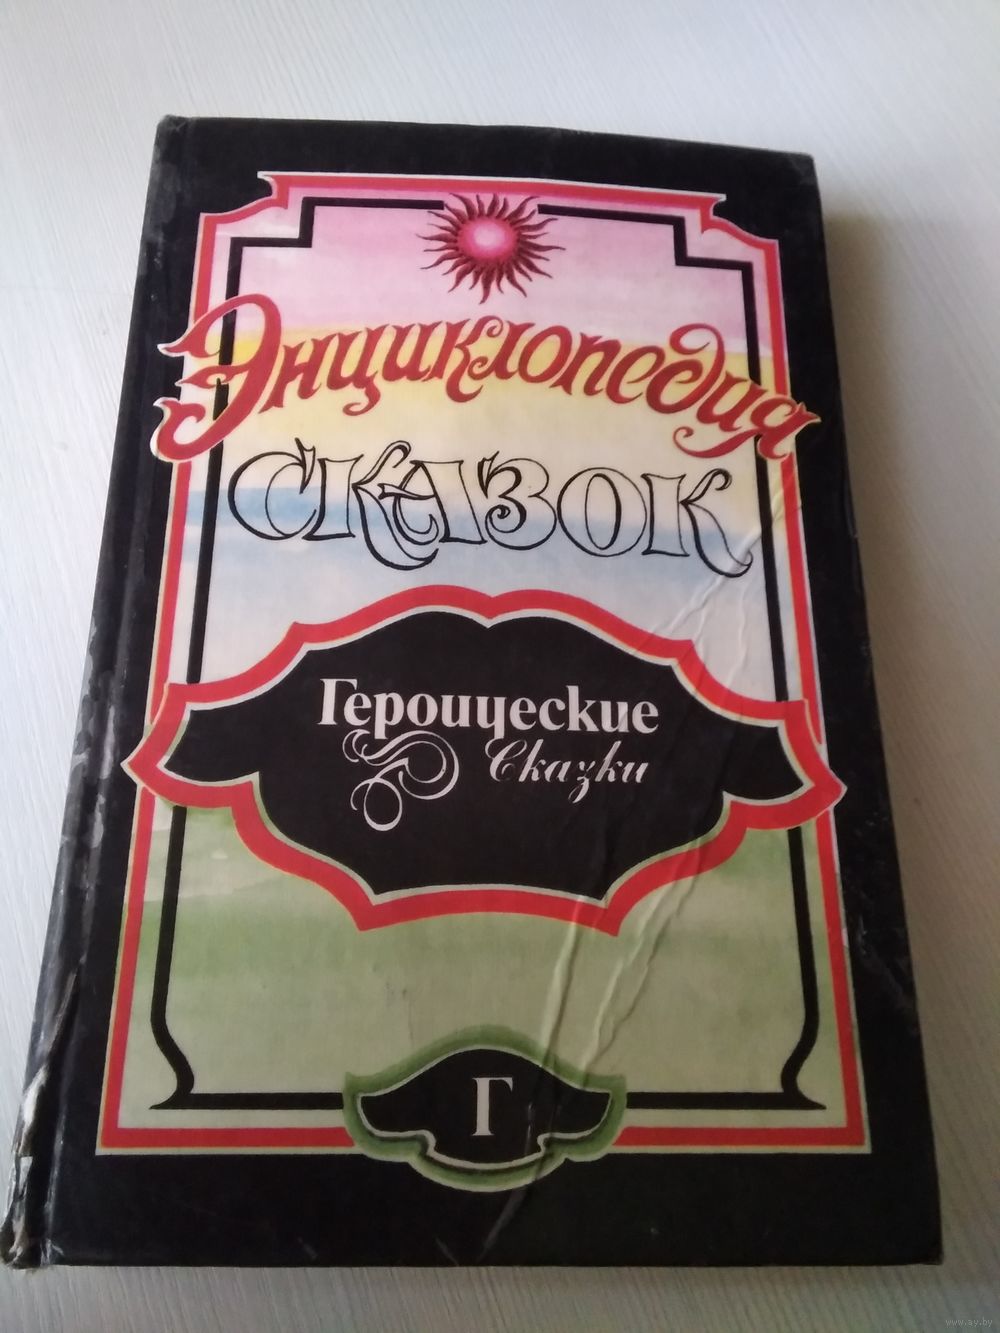 Энциклопедия
СКАЗОК
Героические
Сказки
Г
www.ay.by